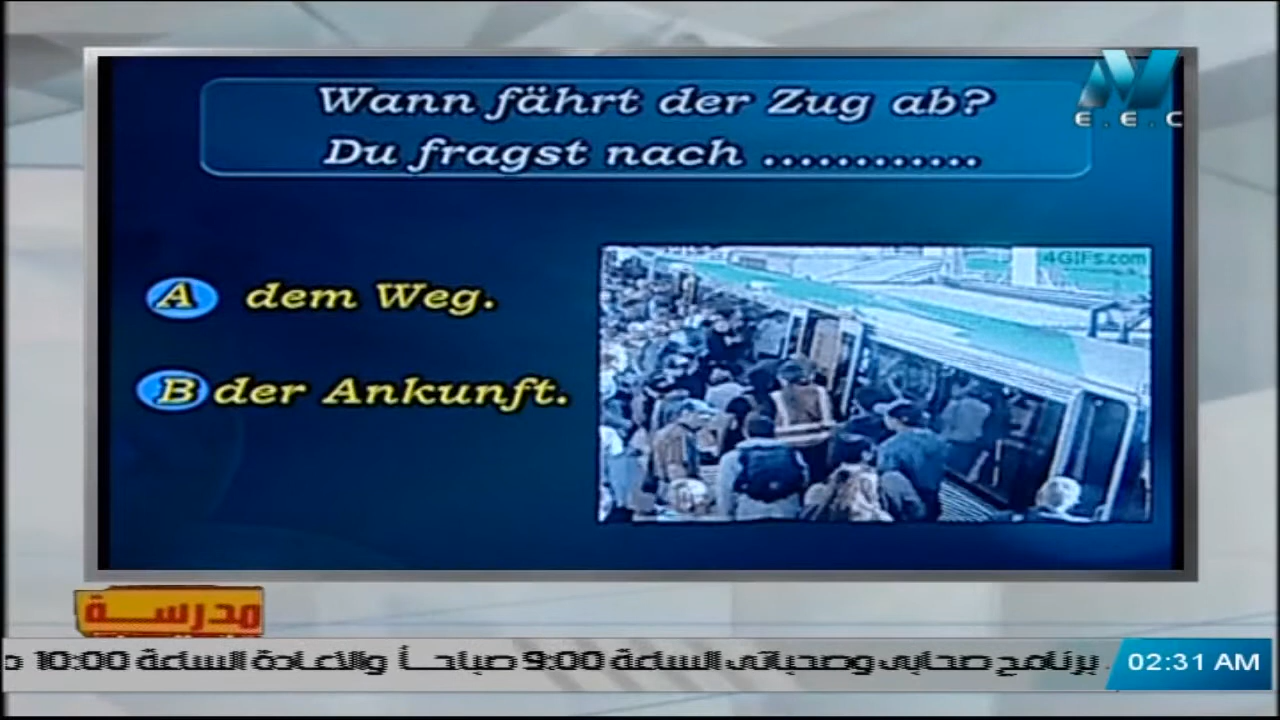 Wann fährt der Zug ab?
Du fragst nach ............
E.E.C
A dem Weg.
B der Ankunft.
4GIFs.com
مدرسة
برنامج صحابي وصحباتي الساعة 9:00 صباحــأ والاعادة الساعة 10:00
02:31 AM